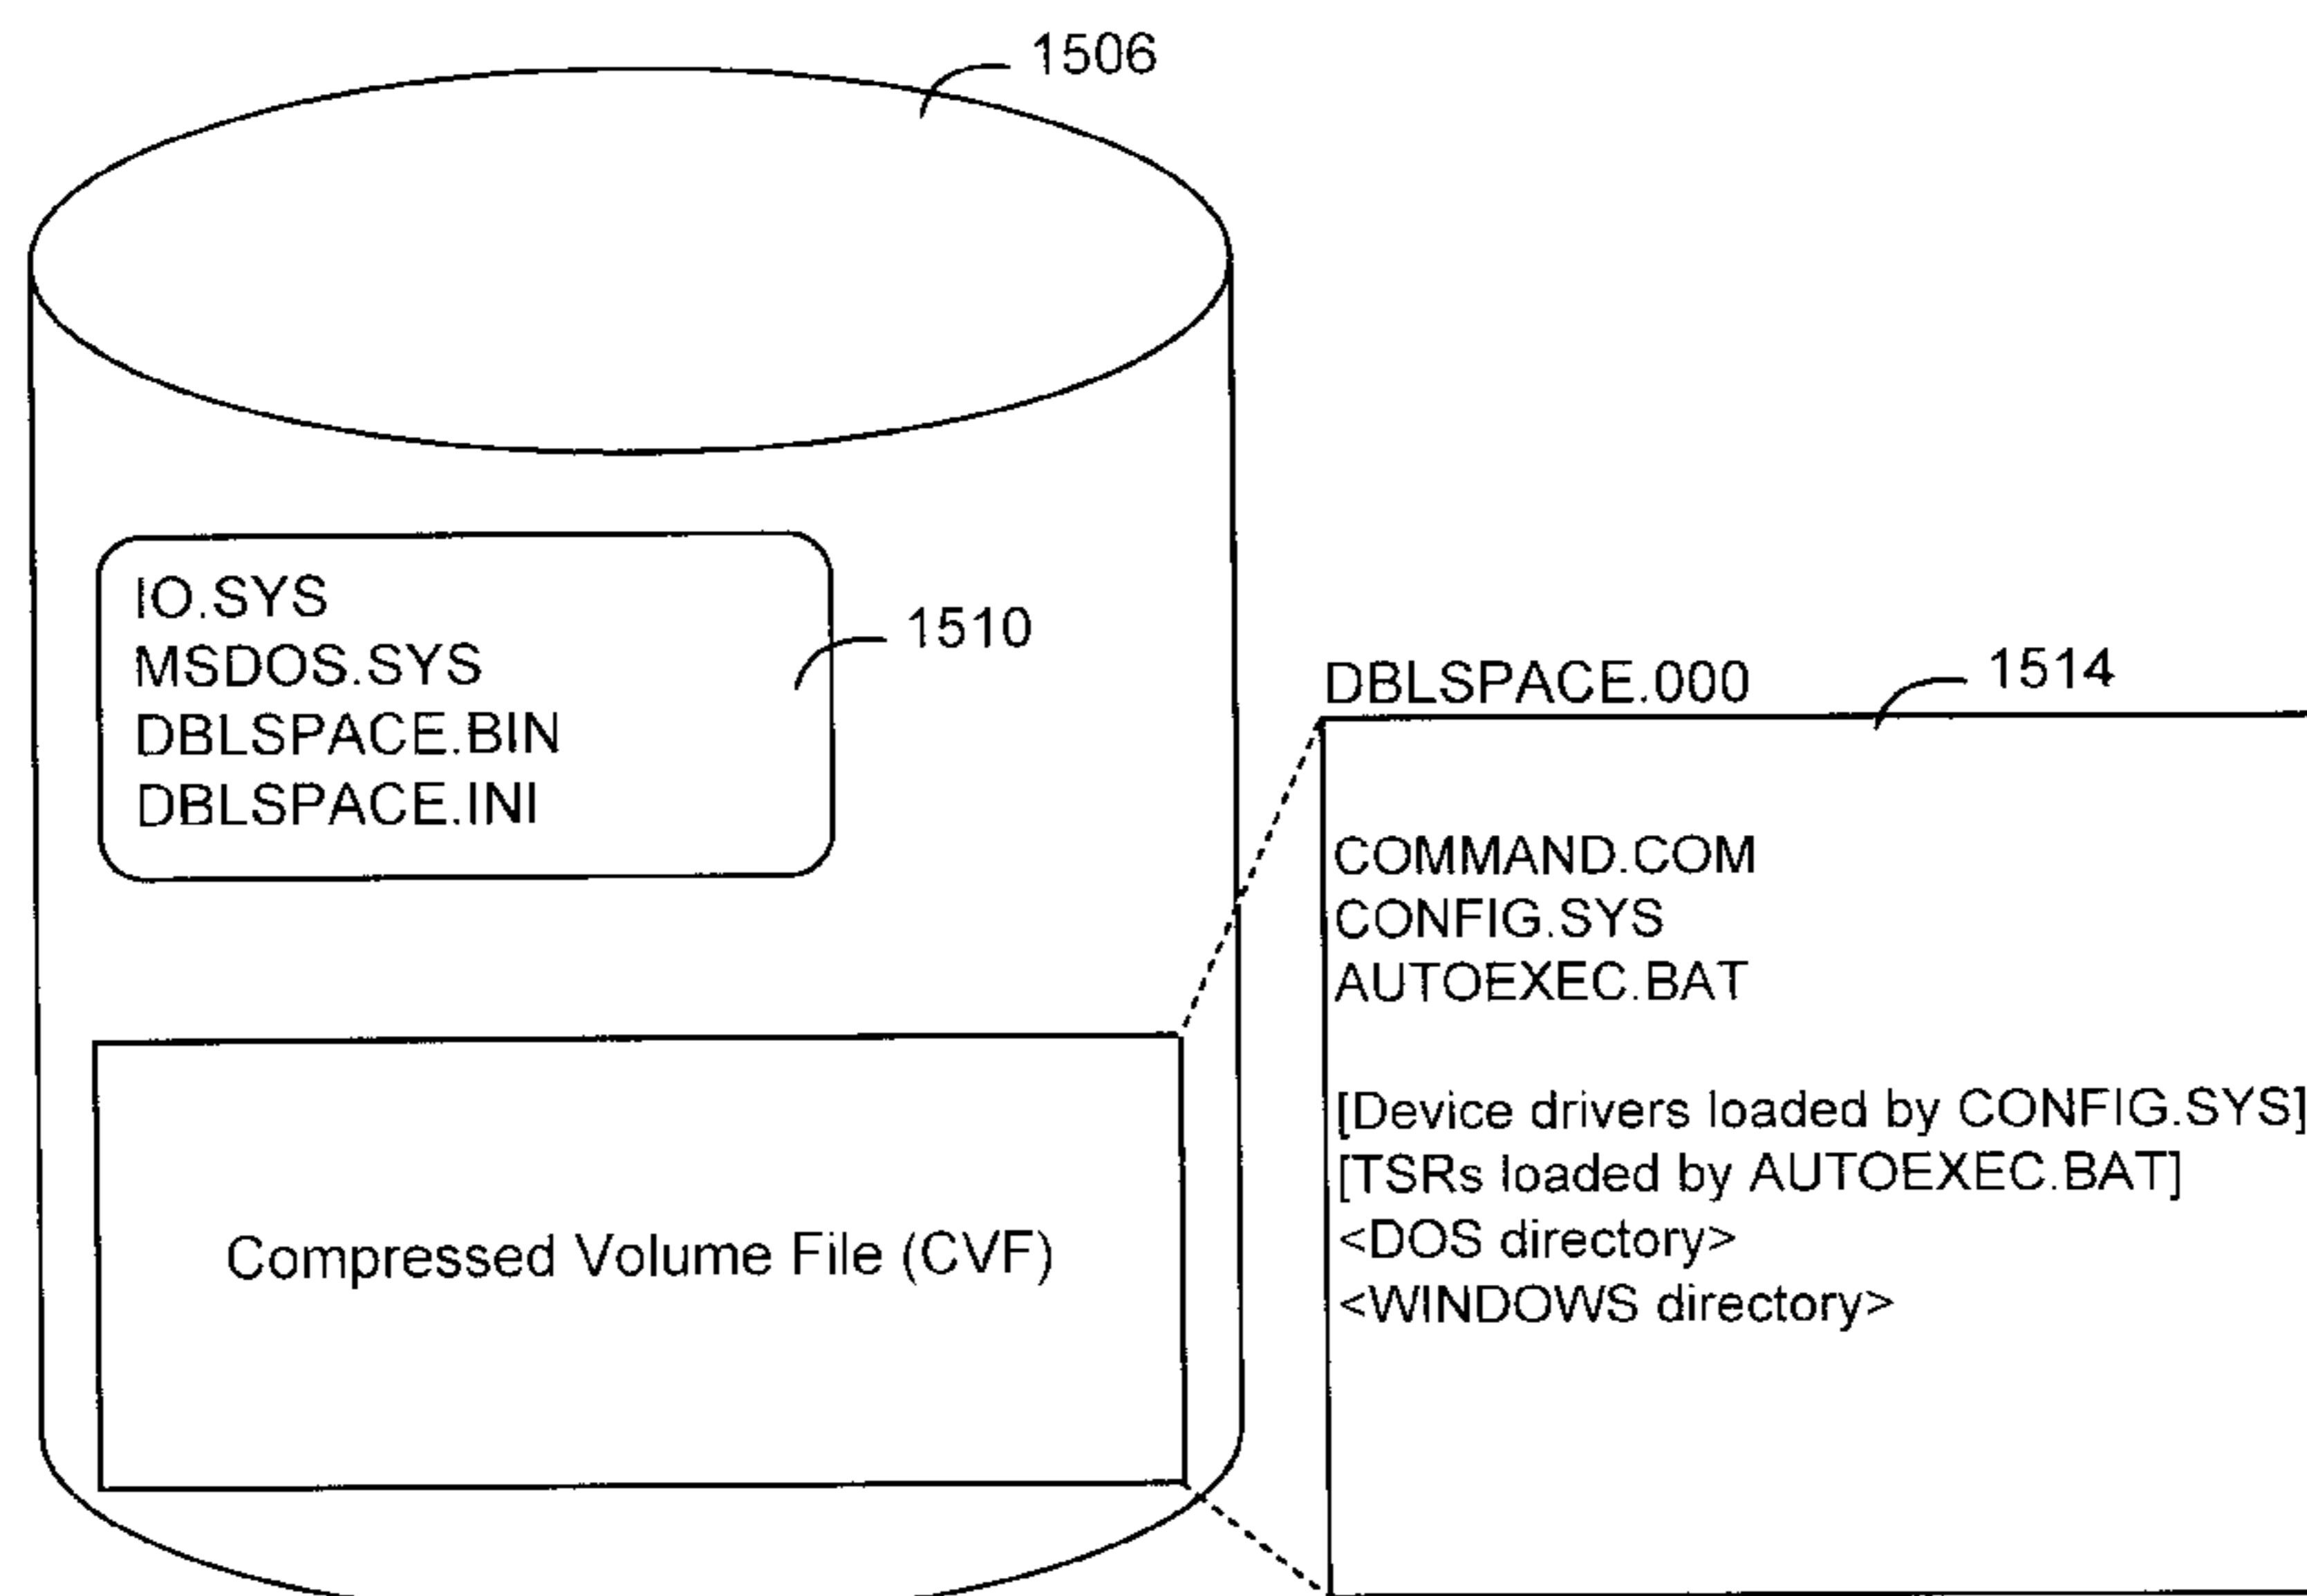 1506
IO.SYS
MSDOS.SYS
DBLSPACE.BIN
DBLSPACE.INI
1510
DBLSPACE.000
1514
COMMAND.COM
CONFIG.SYS
AUTOEXEC.BAT
[Device drivers loaded by CONFIG.SYS]
[TSRs loaded by AUTOEXEC.BAT]
<DOS directory>
<WINDOWS directory>
Compressed Volume File (CVF)